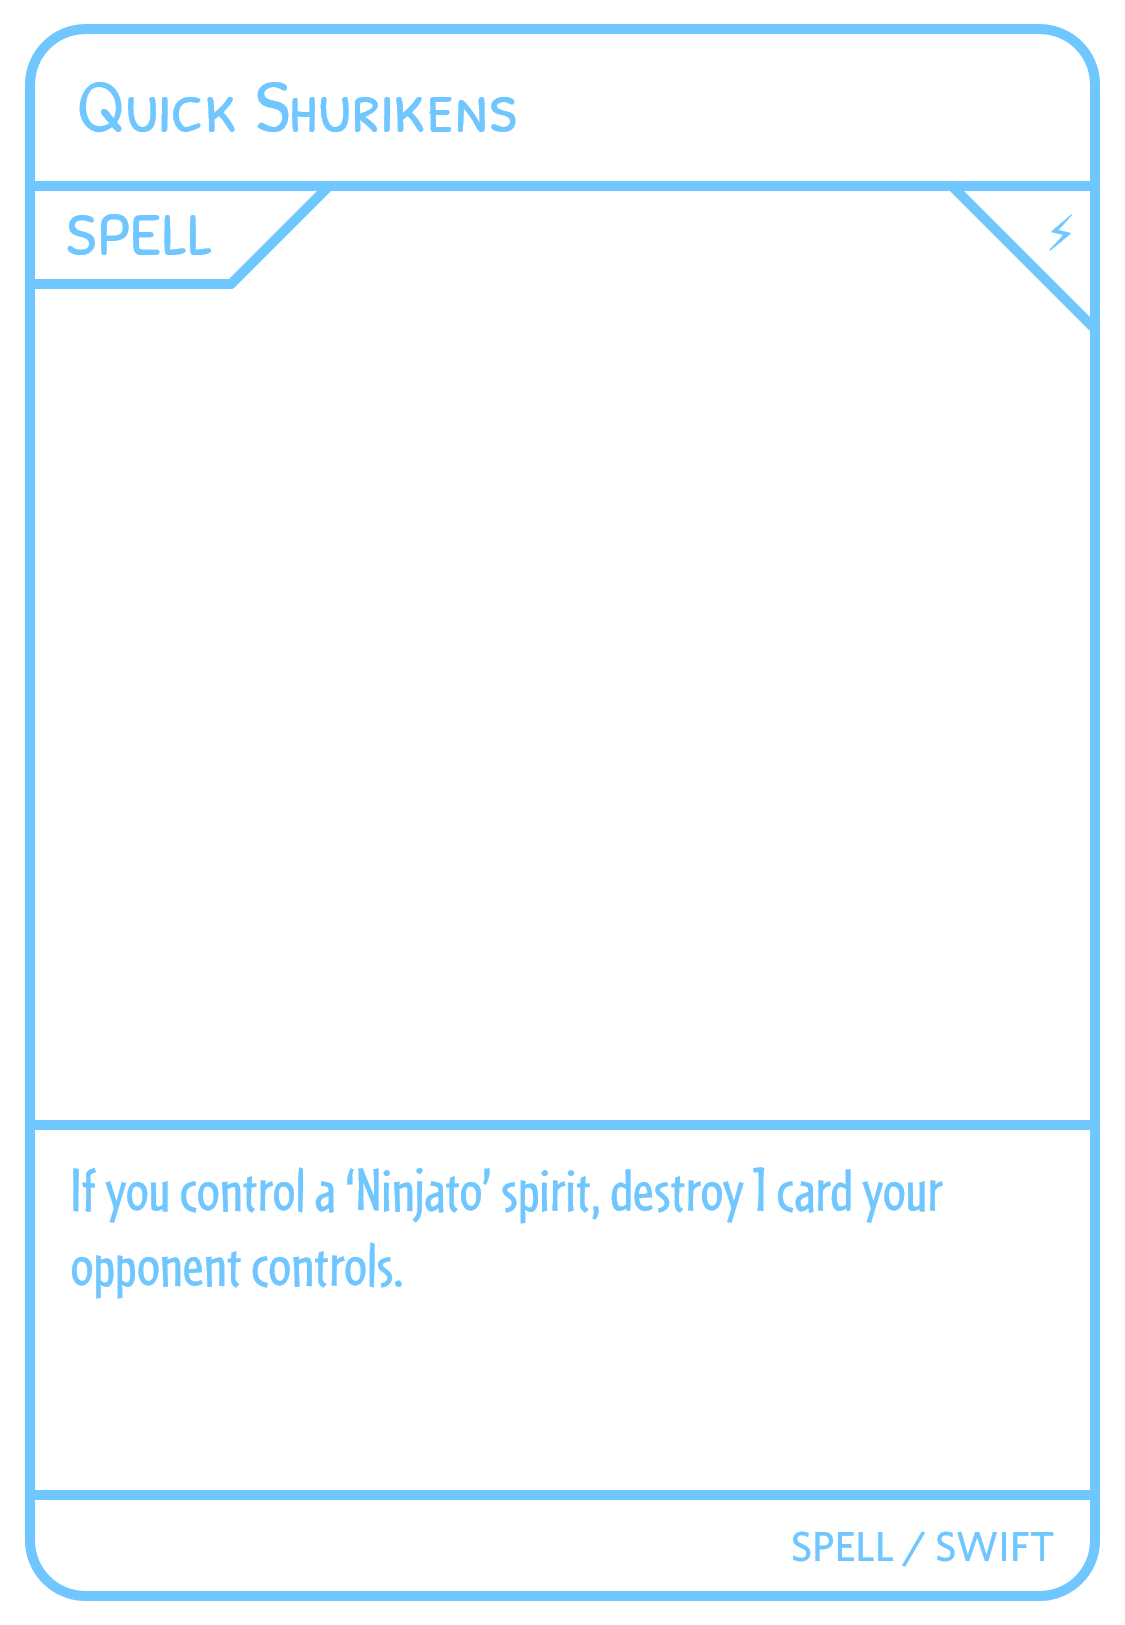 Quick Shurikens
SPELL
⚡
If you control a ‘Ninjato’ spirit, destroy 1 card your
opponent controls.
SPELL / SWIFT